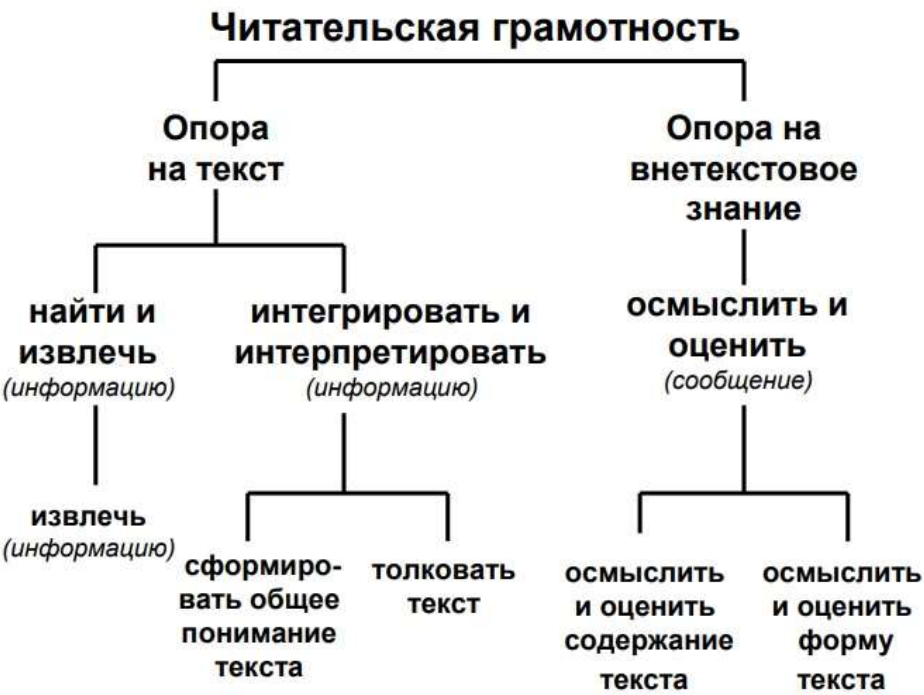 Читательская грамотность
Опора
на текст
Опора на
внетекстовое
знание
найти и
извлечь
(информацию)
интегрировать и
интерпретировать
(информацию)
осмыслить и
оценить
(сообщение)
извлечь
(информацию)
сформиро-
вать общее
понимание
текста
толковать
текст
осмыслить
и оценить
содержание
текста
осмыслить
и оценить
форму
текста